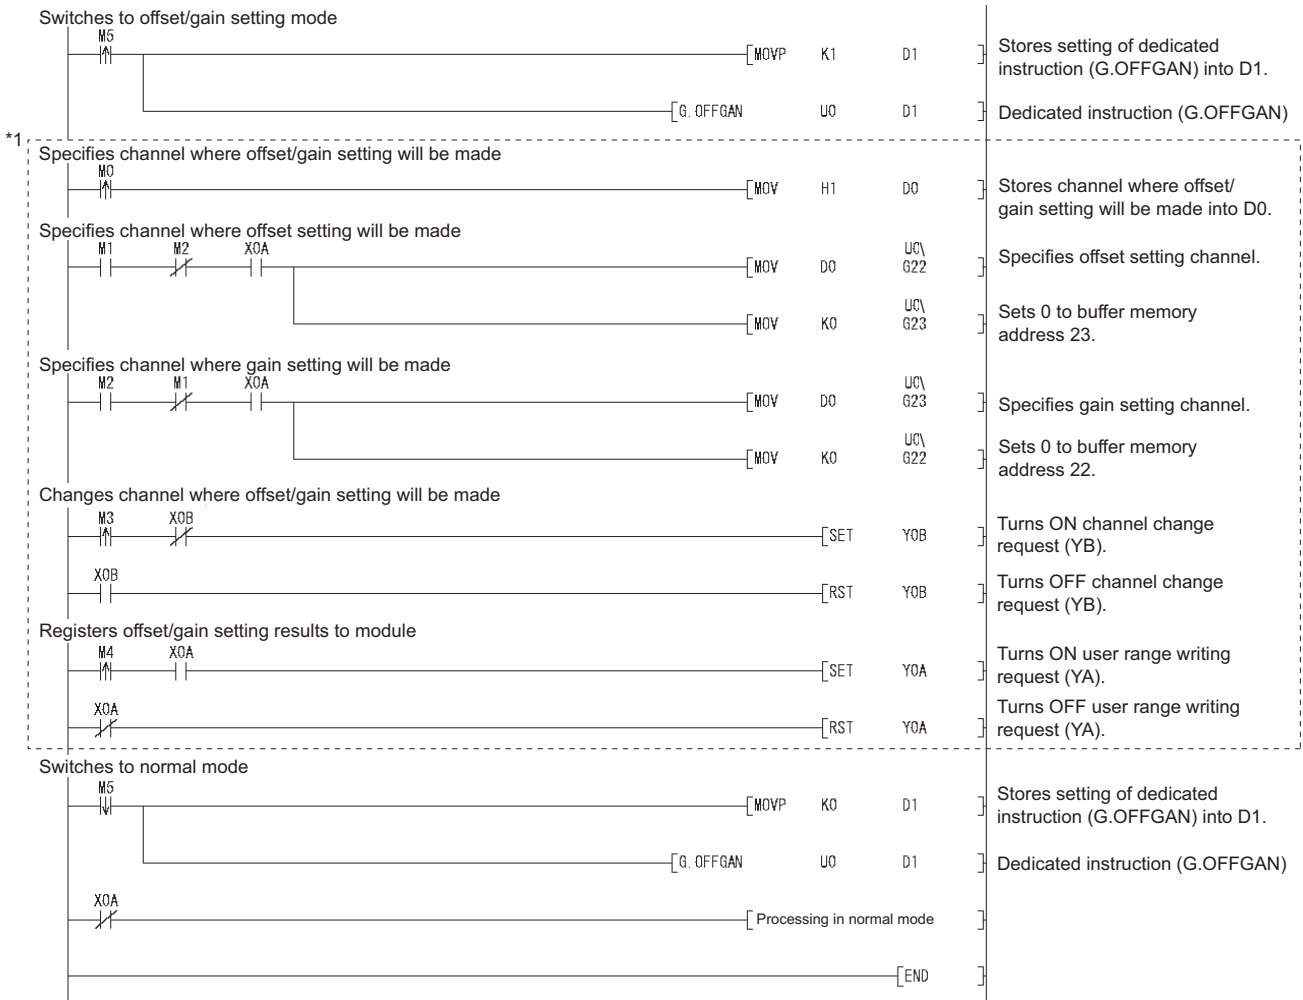 Switches to offset/gain setting mode
M5
MOVP K1 D1
Stores setting of dedicated
instruction (G.OFFGAN) into D1.
G.OFFGAN U0 D1
Dedicated instruction (G.OFFGAN)
*1
Specifies channel where offset/gain setting will be made
M0
MOV H1 D0
Stores channel where offset/
gain setting will be made into D0.
Specifies channel where offset setting will be made
M1 M2 X0A
U0\
MOV D0 G22
Specifies offset setting channel.
U0\
MOV K0 G23
Sets 0 to buffer memory
address 23.
Specifies channel where gain setting will be made
M2 M1 X0A
U0\
MOV D0 G23
Specifies gain setting channel.
U0\
MOV K0 G22
Sets 0 to buffer memory
address 22.
Changes channel where offset/gain setting will be made
M3 X0B
SET Y0B
Turns ON channel change
request (YB).
X0B
RST Y0B
Turns OFF channel change
request (YB).
Registers offset/gain setting results to module
M4 X0A
SET Y0A
Turns ON user range writing
request (YA).
X0A
RST Y0A
Turns OFF user range writing
request (YA).
Switches to normal mode
M5
MOVP K0 D1
Stores setting of dedicated
instruction (G.OFFGAN) into D1.
G.OFFGAN U0 D1
Dedicated instruction (G.OFFGAN)
X0A
Processing in normal mode
END